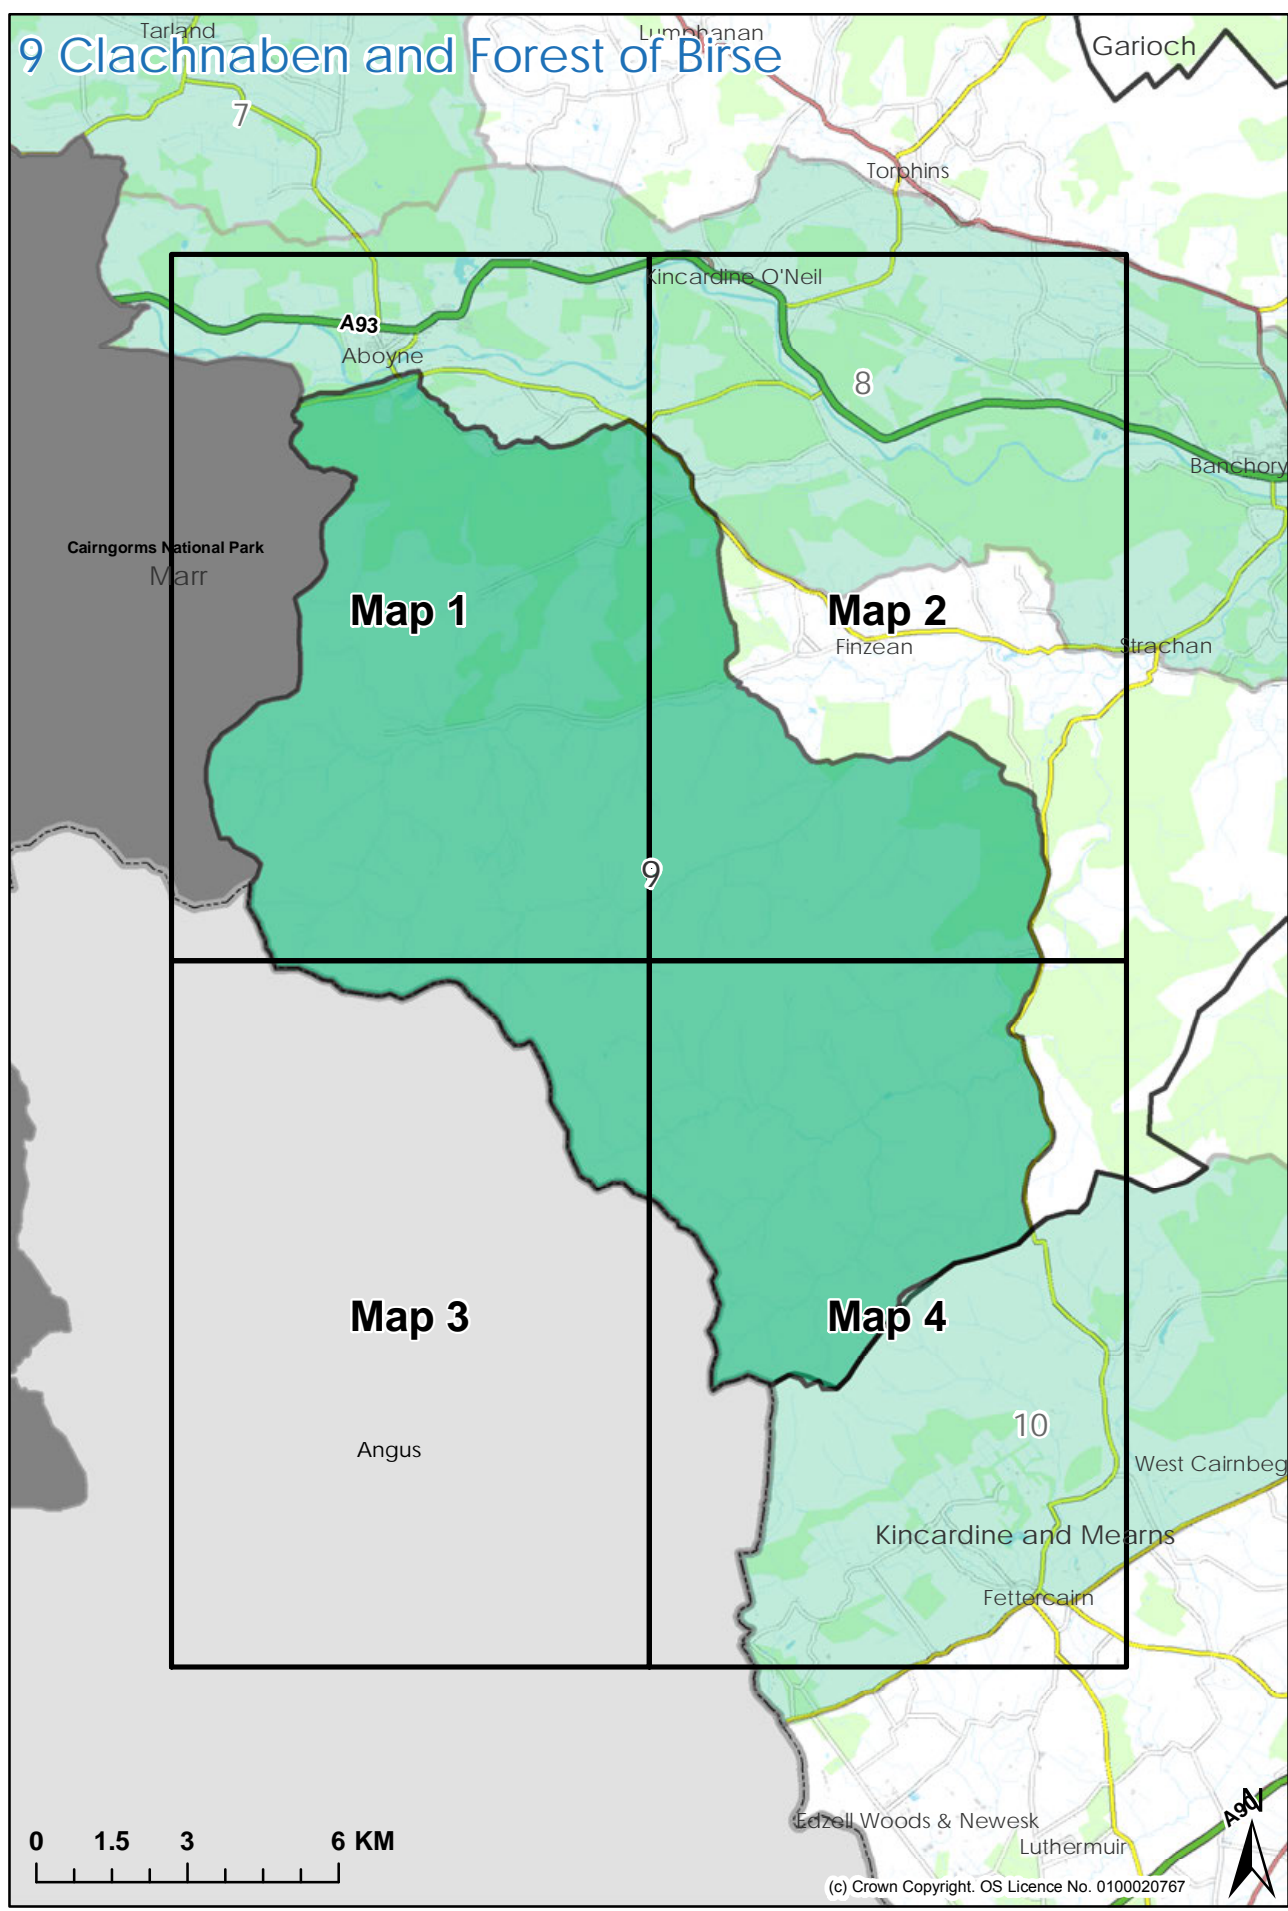 Tarland
Lumphanan
9 Clachnaben and Forest of Birse
Garioch
7
Torphins
Kincardine O'Neil
A93
Aboyne
8
Banchory
Cairngorms National Park
Marr
Map 1
Map 2
Finzean
Strachan
9
Map 3
Map 4
10
Angus
West Cairnbeg
Kincardine and Mearns
Fettercairn
Edzell Woods & Newesk
Luthermuir
A90
N
0 1.5 3 6 KM
(c) Crown Copyright. OS Licence No. 0100020767